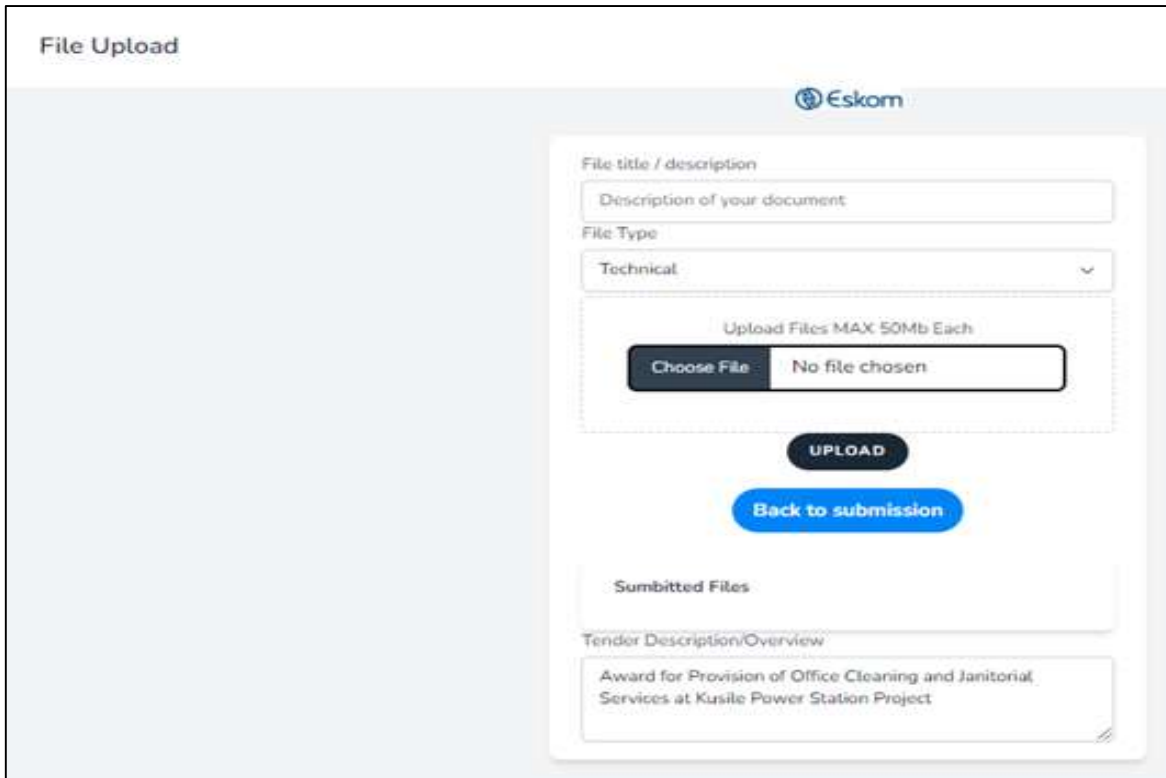 File Upload
Eskom
File title / description
Description of your document
File Type
Technical
Upload Files MAX 50Mb Each
Choose File No file chosen
UPLOAD
Back to submission
Sumbitted Files
Tender Description/Overview
Award for Provision of Office Cleaning and Janitorial
Services at Kusile Power Station Project